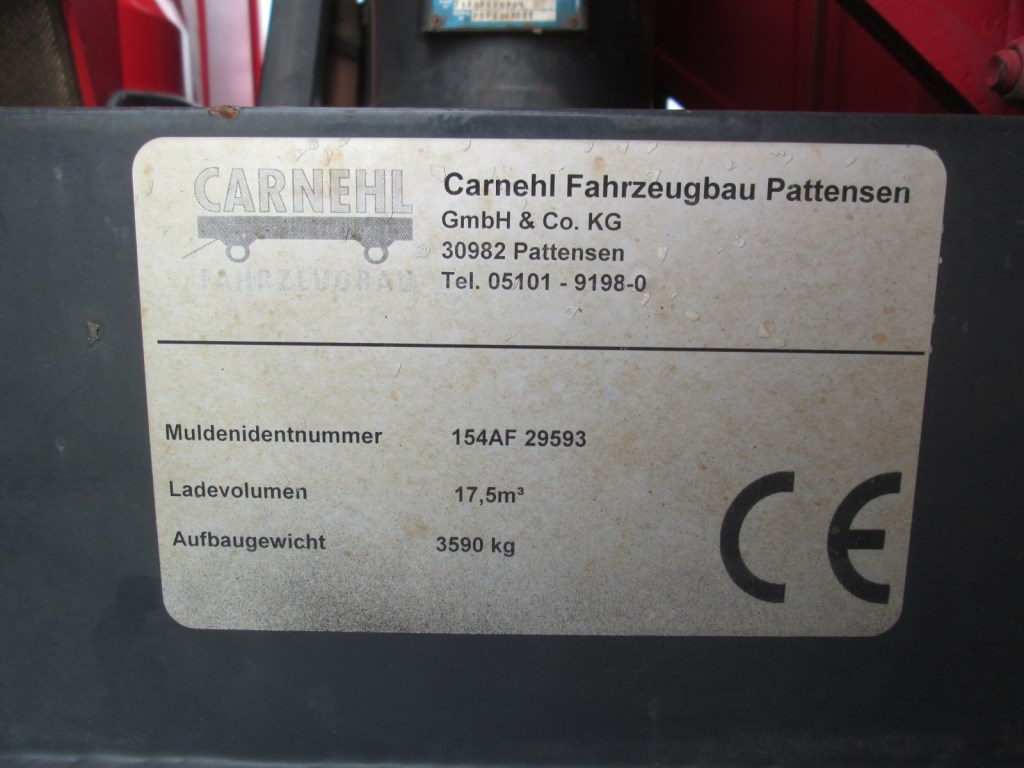 CARNEHL
FAHRZEUGBAU
Carnehl Fahrzeugbau Pattensen
GmbH & Co. KG
30982 Pattensen
Tel. 05101 - 9198-0
Muldenidentnummer 154AF 29593
Ladevolumen 17,5m³
Aufbaugewicht 3590 kg
CE